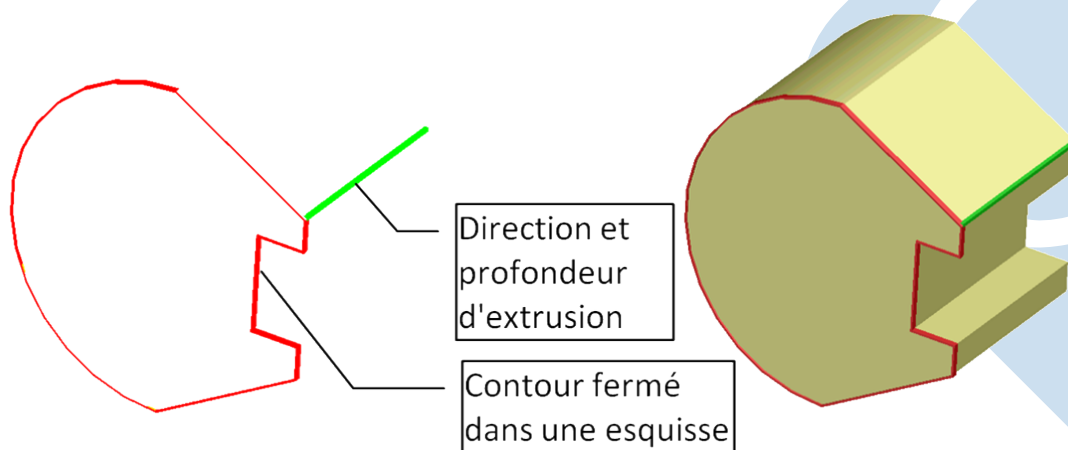 Direction et
profondeur
d'extrusion
Contour fermé
dans une esquisse